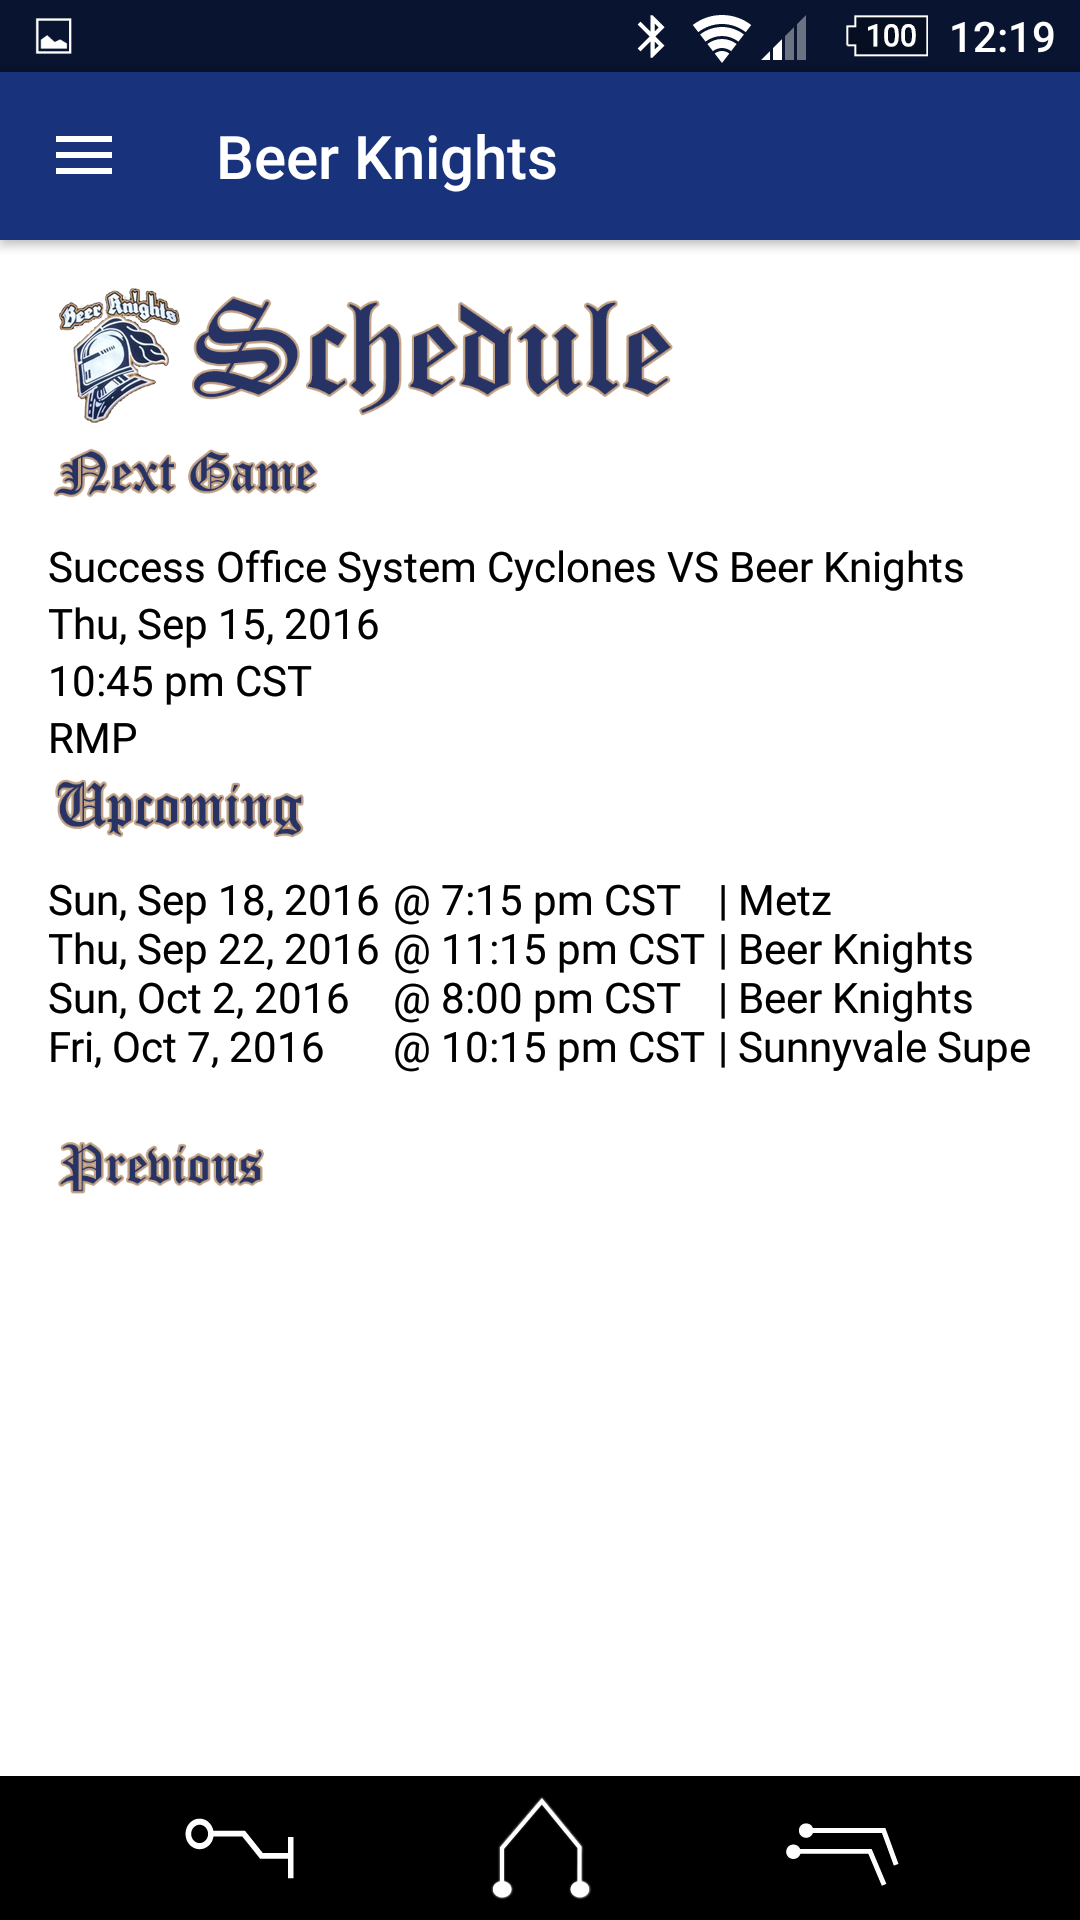 100 12:19
Beer Knights
Beer Knights
Schedule
Next Game
Success Office System Cyclones VS Beer Knights
Thu, Sep 15, 2016
10:45 pm CST
RMP
Upcoming
Sun, Sep 18, 2016 @ 7:15 pm CST | Metz
Thu, Sep 22, 2016 @ 11:15 pm CST | Beer Knights
Sun, Oct 2, 2016 @ 8:00 pm CST | Beer Knights
Fri, Oct 7, 2016 @ 10:15 pm CST | Sunnyvale Supe
Previous